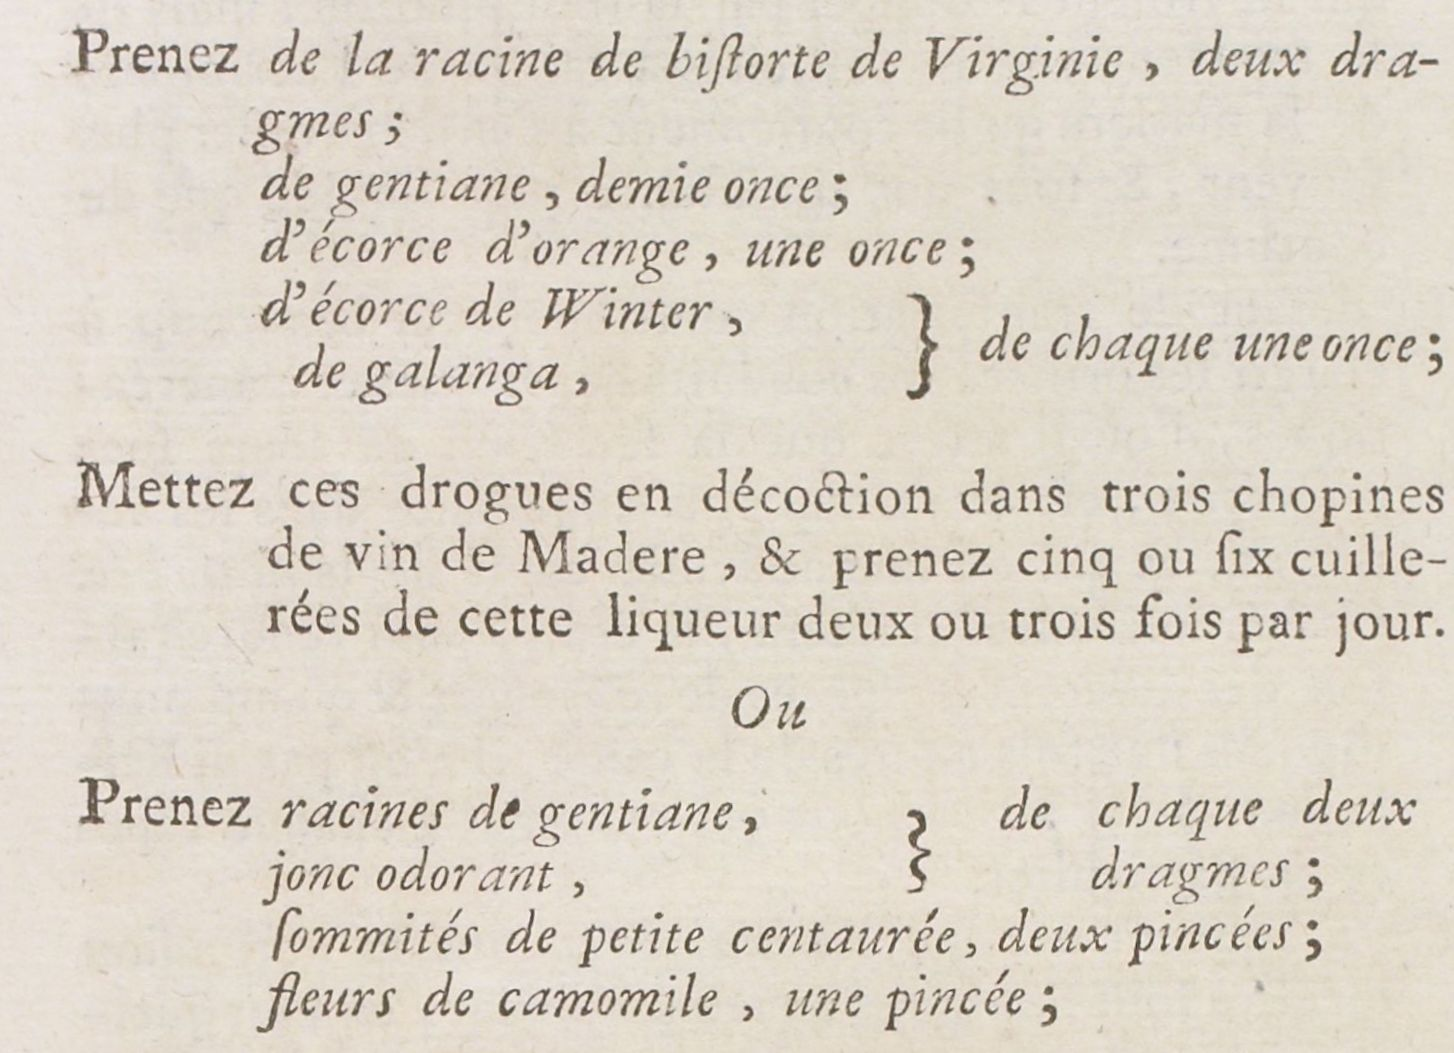 Prenez de la racine de biſtorte de Virginie, deux dra-
gmes;
de gentiane, demie once;
d'écorce d'orange, une once;
d'écorce de Winter,
de galanga,
} de chaque une once;
Mettez ces drogues en décoction dans trois chopines
de vin de Madere, & prenez cinq ou ſix cuille-
rées de cette liqueur deux ou trois fois par jour.
Ou
Prenez racines de gentiane, } de chaque deux
jonc odorant, dragmes;
ſommités de petite centaurée, deux pincées;
fleurs de camomile, une pincée;